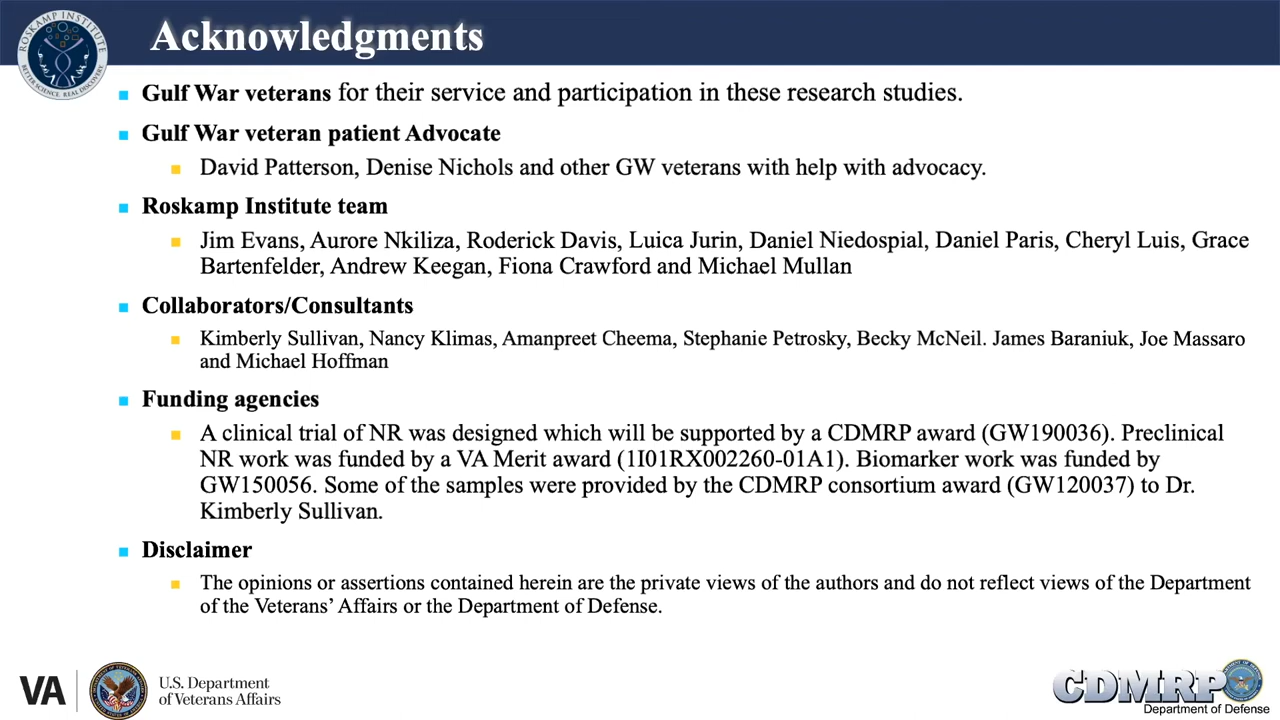 ROSKAMP INSTITUTE
BETTER SCIENCE. REAL DISCOVERY.
Acknowledgments
Gulf War veterans for their service and participation in these research studies.
Gulf War veteran patient Advocate
David Patterson, Denise Nichols and other GW veterans with help with advocacy.
Roskamp Institute team
Jim Evans, Aurore Nkiliza, Roderick Davis, Luica Jurin, Daniel Niedospial, Daniel Paris, Cheryl Luis, Grace
Bartenfelder, Andrew Keegan, Fiona Crawford and Michael Mullan
Collaborators/Consultants
Kimberly Sullivan, Nancy Klimas, Amanpreet Cheema, Stephanie Petrosky, Becky McNeil. James Baraniuk, Joe Massaro
and Michael Hoffman
Funding agencies
A clinical trial of NR was designed which will be supported by a CDMRP award (GW190036). Preclinical
NR work was funded by a VA Merit award (1I01RX002260-01A1). Biomarker work was funded by
GW150056. Some of the samples were provided by the CDMRP consortium award (GW120037) to Dr.
Kimberly Sullivan.
Disclaimer
The opinions or assertions contained herein are the private views of the authors and do not reflect views of the Department
of the Veterans' Affairs or the Department of Defense.
VA
U.S. Department
of Veterans Affairs
CDMRP
Department of Defense